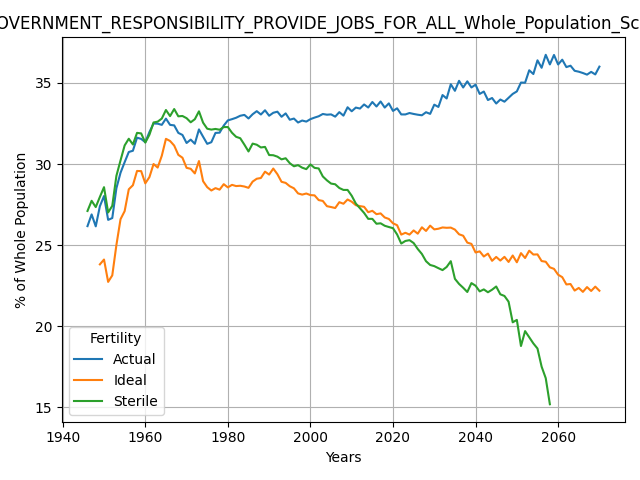 OVERNMENT_RESPONSIBILITY_PROVIDE_JOBS_FOR_ALL_Whole_Population_Sc
% of Whole Population
35
30
25
20
15
Fertility
Actual
Ideal
Sterile
1940 1960 1980 2000 2020 2040 2060
Years